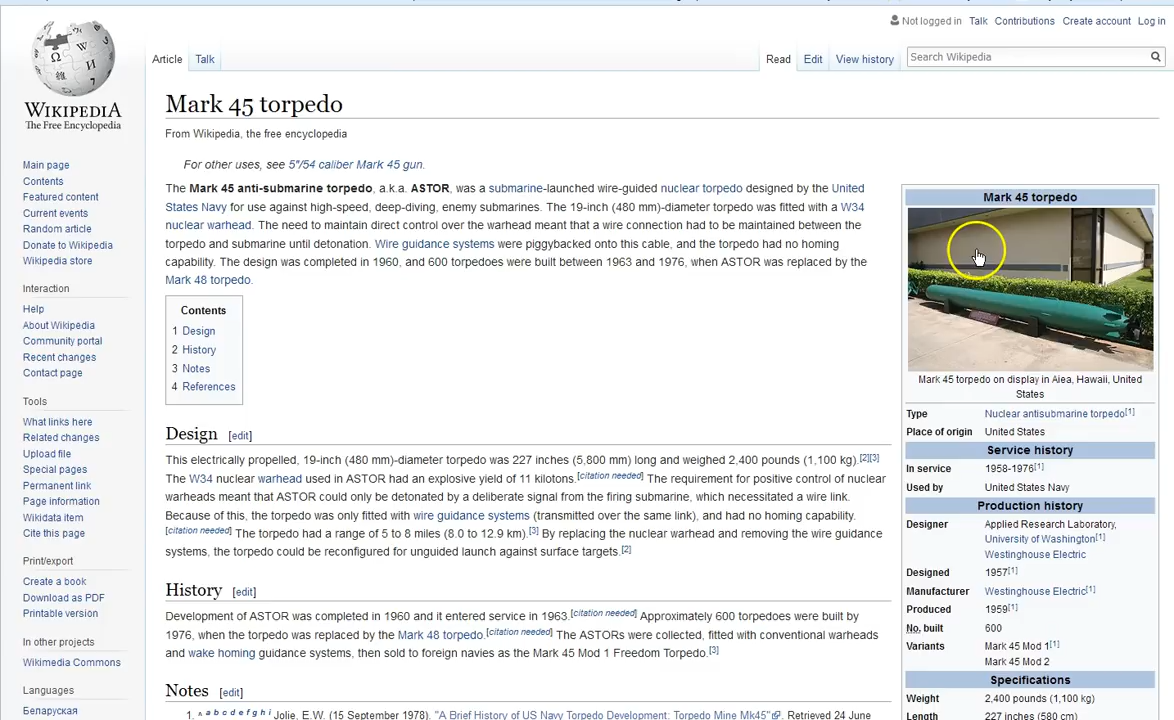 Not logged in Talk Contributions Create account Log in
WIKIPEDIA
The Free Encyclopedia
Article Talk
Read Edit View history
Search Wikipedia
Main page
Contents
Featured content
Current events
Random article
Donate to Wikipedia
Wikipedia store
Interaction
Help
About Wikipedia
Community portal
Recent changes
Contact page
Tools
What links here
Related changes
Upload file
Special pages
Permanent link
Page information
Wikidata item
Cite this page
Print/export
Create a book
Download as PDF
Printable version
In other projects
Wikimedia Commons
Languages
Беларуская
Mark 45 torpedo
From Wikipedia, the free encyclopedia
For other uses, see 5"/54 caliber Mark 45 gun.
The Mark 45 anti-submarine torpedo, a.k.a. ASTOR, was a submarine-launched wire-guided nuclear torpedo designed by the United
States Navy for use against high-speed, deep-diving, enemy submarines. The 19-inch (480 mm)-diameter torpedo was fitted with a W34
nuclear warhead. The need to maintain direct control over the warhead meant that a wire connection had to be maintained between the
torpedo and submarine until detonation. Wire guidance systems were piggybacked onto this cable, and the torpedo had no homing
capability. The design was completed in 1960, and 600 torpedoes were built between 1963 and 1976, when ASTOR was replaced by the
Mark 48 torpedo.
Contents
1 Design
2 History
3 Notes
4 References
Design [edit]
This electrically propelled, 19-inch (480 mm)-diameter torpedo was 227 inches (5,800 mm) long and weighed 2,400 pounds (1,100 kg).[2][3]
The W34 nuclear warhead used in ASTOR had an explosive yield of 11 kilotons.[citation needed] The requirement for positive control of nuclear
warheads meant that ASTOR could only be detonated by a deliberate signal from the firing submarine, which necessitated a wire link.
Because of this, the torpedo was only fitted with wire guidance systems (transmitted over the same link), and had no homing capability.
[citation needed] The torpedo had a range of 5 to 8 miles (8.0 to 12.9 km).[3] By replacing the nuclear warhead and removing the wire guidance
systems, the torpedo could be reconfigured for unguided launch against surface targets.[2]
History [edit]
Development of ASTOR was completed in 1960 and it entered service in 1963.[citation needed] Approximately 600 torpedoes were built by
1976, when the torpedo was replaced by the Mark 48 torpedo.[citation needed] The ASTORs were collected, fitted with conventional warheads
and wake homing guidance systems, then sold to foreign navies as the Mark 45 Mod 1 Freedom Torpedo.[3]
Notes [edit]
1. ^ a b c d e f g h i Jolie, E.W. (15 September 1978). "A Brief History of US Navy Torpedo Development: Torpedo Mine Mk45". Retrieved 24 June
Mark 45 torpedo
Mark 45 torpedo on display in Aiea, Hawaii, United
States
Type Nuclear antisubmarine torpedo[1]
Place of origin United States
Service history
In service 1958-1976[1]
Used by United States Navy
Production history
Designer Applied Research Laboratory,
University of Washington[1]
Westinghouse Electric
Designed 1957[1]
Manufacturer Westinghouse Electric[1]
Produced 1959[1]
No. built 600
Variants Mark 45 Mod 1[1]
Mark 45 Mod 2
Specifications
Weight 2,400 pounds (1,100 kg)
Length 227 inches (580 cm)